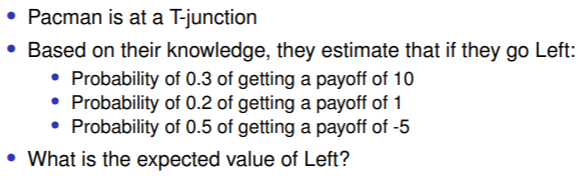 • Pacman is at a T-junction
• Based on their knowledge, they estimate that if they go Left:
• Probability of 0.3 of getting a payoff of 10
• Probability of 0.2 of getting a payoff of 1
• Probability of 0.5 of getting a payoff of -5
• What is the expected value of Left?